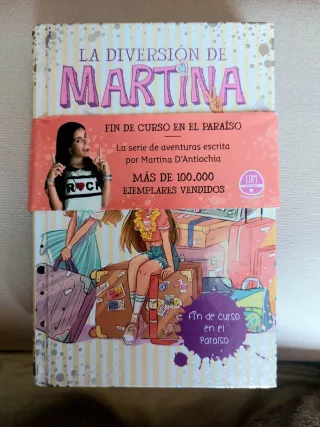 LA DIVERSIÓN DE
MARTINA
FIN DE CURSO EN EL PARAÍSO
La serie de aventuras escrita
por Martina D'Antiochia
MÁS DE 100.000
EJEMPLARES VENDIDOS
R CK
Fin de curso
en el
Paraíso